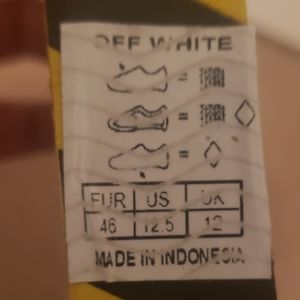 OFF WHITE
=
=
=
EUR US UK
46 12.5 12
MADE IN INDONESIA